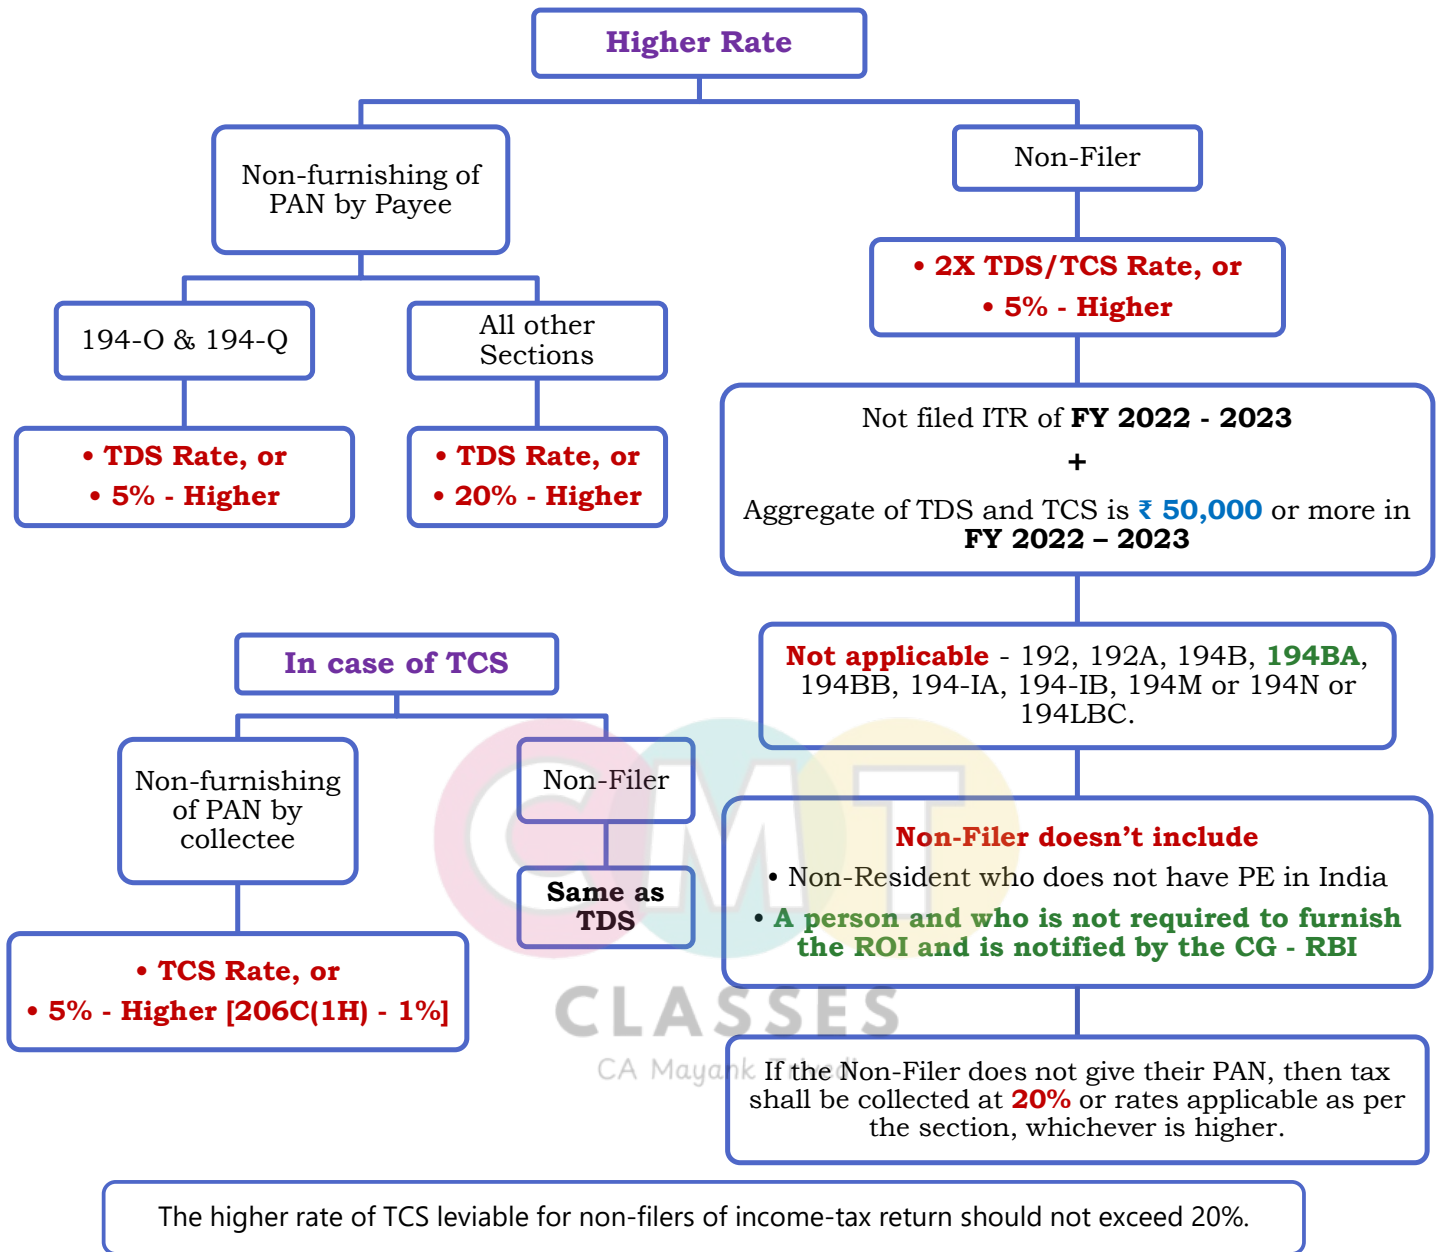 Higher Rate
Non-furnishing of
PAN by Payee
194-O & 194-Q
• TDS Rate, or
• 5% - Higher
All other
Sections
• TDS Rate, or
• 20% - Higher
Non-Filer
• 2X TDS/TCS Rate, or
• 5% - Higher
Not filed ITR of FY 2022 - 2023
+
Aggregate of TDS and TCS is ₹ 50,000 or more in
FY 2022 – 2023
Not applicable - 192, 192A, 194B, 194BA,
194BB, 194-IA, 194-IB, 194M or 194N or
194LBC.
Non-Filer doesn’t include
• Non-Resident who does not have PE in India
• A person and who is not required to furnish
the ROI and is notified by the CG - RBI
If the Non-Filer does not give their PAN, then tax
shall be collected at 20% or rates applicable as per
the section, whichever is higher.
In case of TCS
Non-furnishing
of PAN by
collectee
• TCS Rate, or
• 5% - Higher [206C(1H) - 1%]
Non-Filer
Same as
TDS
CMT
CLASSES
CA Mayank Trivedi
The higher rate of TCS leviable for non-filers of income-tax return should not exceed 20%.